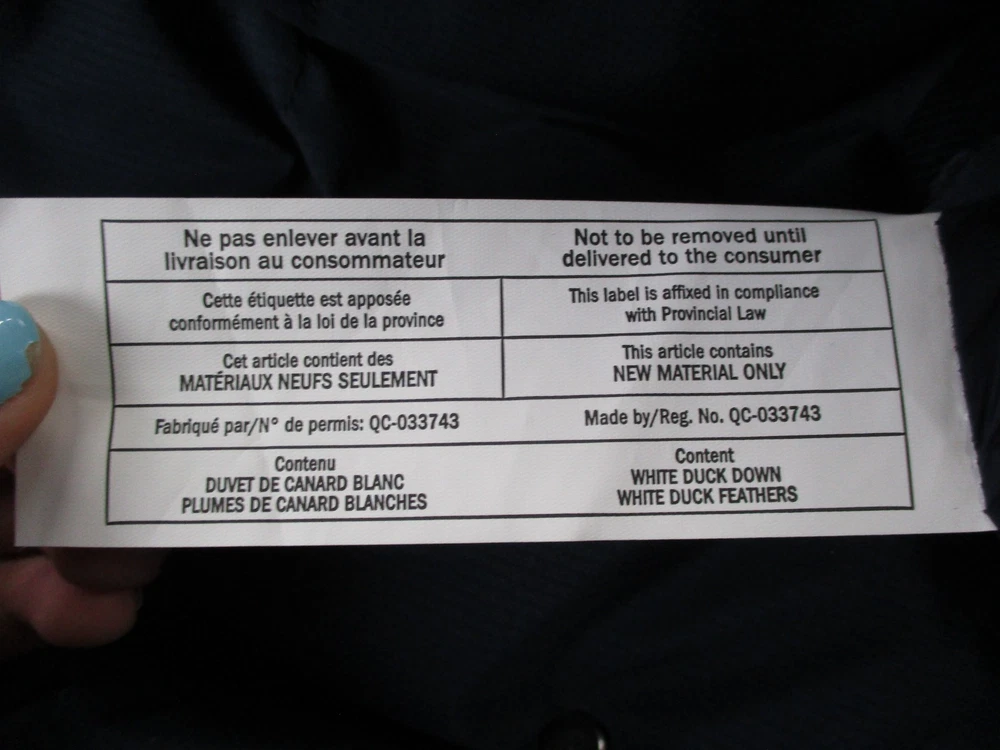 Ne pas enlever avant la
livraison au consommateur
Not to be removed until
delivered to the consumer
Cette étiquette est apposée
conformément à la loi de la province
This label is affixed in compliance
with Provincial Law
Cet article contient des
MATÉRIAUX NEUFS SEULEMENT
This article contains
NEW MATERIAL ONLY
Fabriqué par/N° de permis: QC-033743
Made by/Reg. No. QC-033743
Contenu
DUVET DE CANARD BLANC
PLUMES DE CANARD BLANCHES
Content
WHITE DUCK DOWN
WHITE DUCK FEATHERS